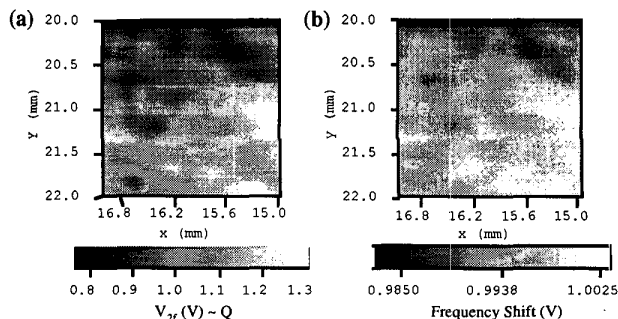 (a)
20.0
20.5
21.0
21.5
22.0
Y (mm)
16.8 16.2 15.6 15.0
x (mm)
0.8 0.9 1.0 1.1 1.2 1.3
V2f (V) ~ Q
(b)
20.0
20.5
21.0
21.5
22.0
Y (mm)
16.8 16.2 15.6 15.0
x (mm)
0.9850 0.9938 1.0025
Frequency Shift (V)